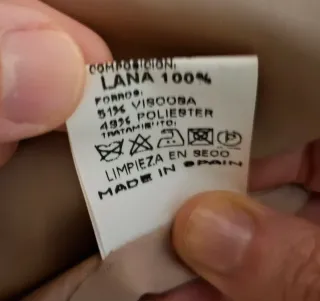 COMPOSICION:
LANA 100%
FORROS:
51% VISCOSA
49% POLIESTER
TRATAMIENTO:
P
LIMPIEZA EN SECO
MADE IN SPAIN